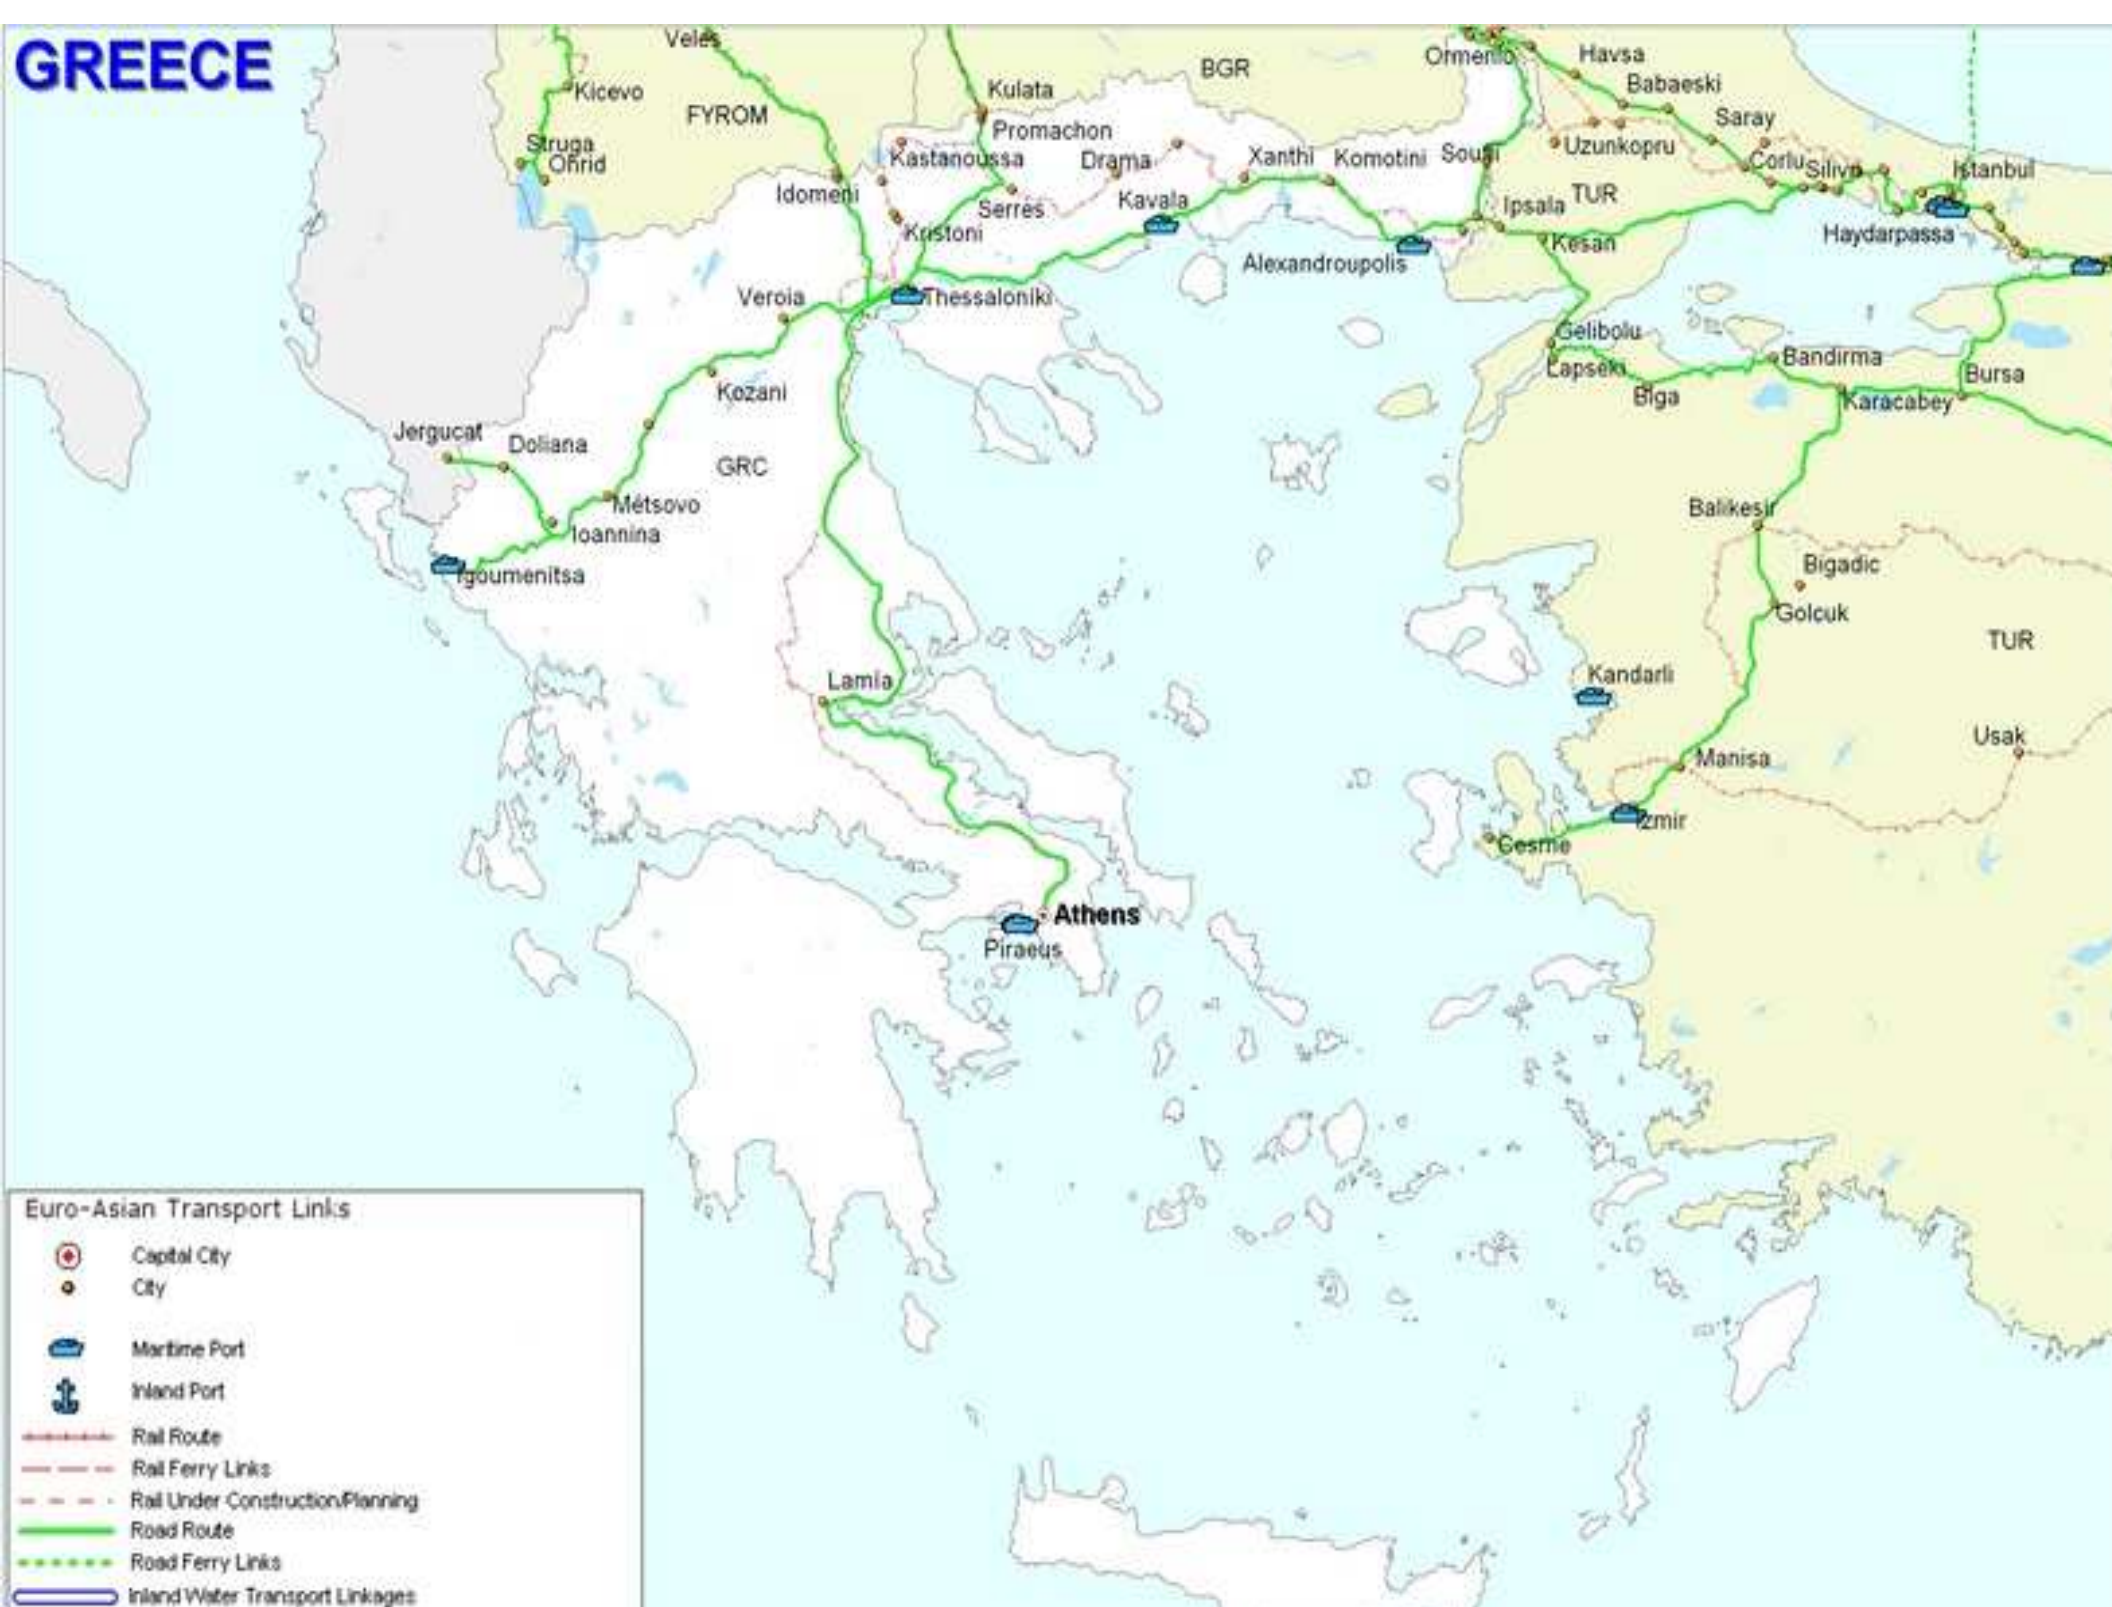 GREECE
Veles
Kicevo
FYROM
BGR
Kulata
Promachon
Ormenio
Havsa
Babaeski
Saray
Struga
Ohrid
Kastanoussa
Drama
Xanthi
Komotini
Uzunkopru
Corlu
Istanbul
Idomeni
Serres
Kavala
Ipsala
TUR
Kristoni
Kesan
Haydarpassa
Alexandroupolis
Veroia
Thessaloniki
Gelibolu
Lapseki
Bandirma
Bursa
Kozani
Biga
Karacabey
Jergucat
Doliana
GRC
Metsovo
Ioannina
Igoumenitsa
Balikesir
Bigadic
Golcuk
TUR
Lamia
Kandarli
Usak
Manisa
Izmir
Cesme
Athens
Piraeus
Euro-Asian Transport Links
Capital City
City
Maritime Port
Inland Port
Rail Route
Rail Ferry Links
Rail Under Construction/Planning
Road Route
Road Ferry Links
Inland Water Transport Linkages